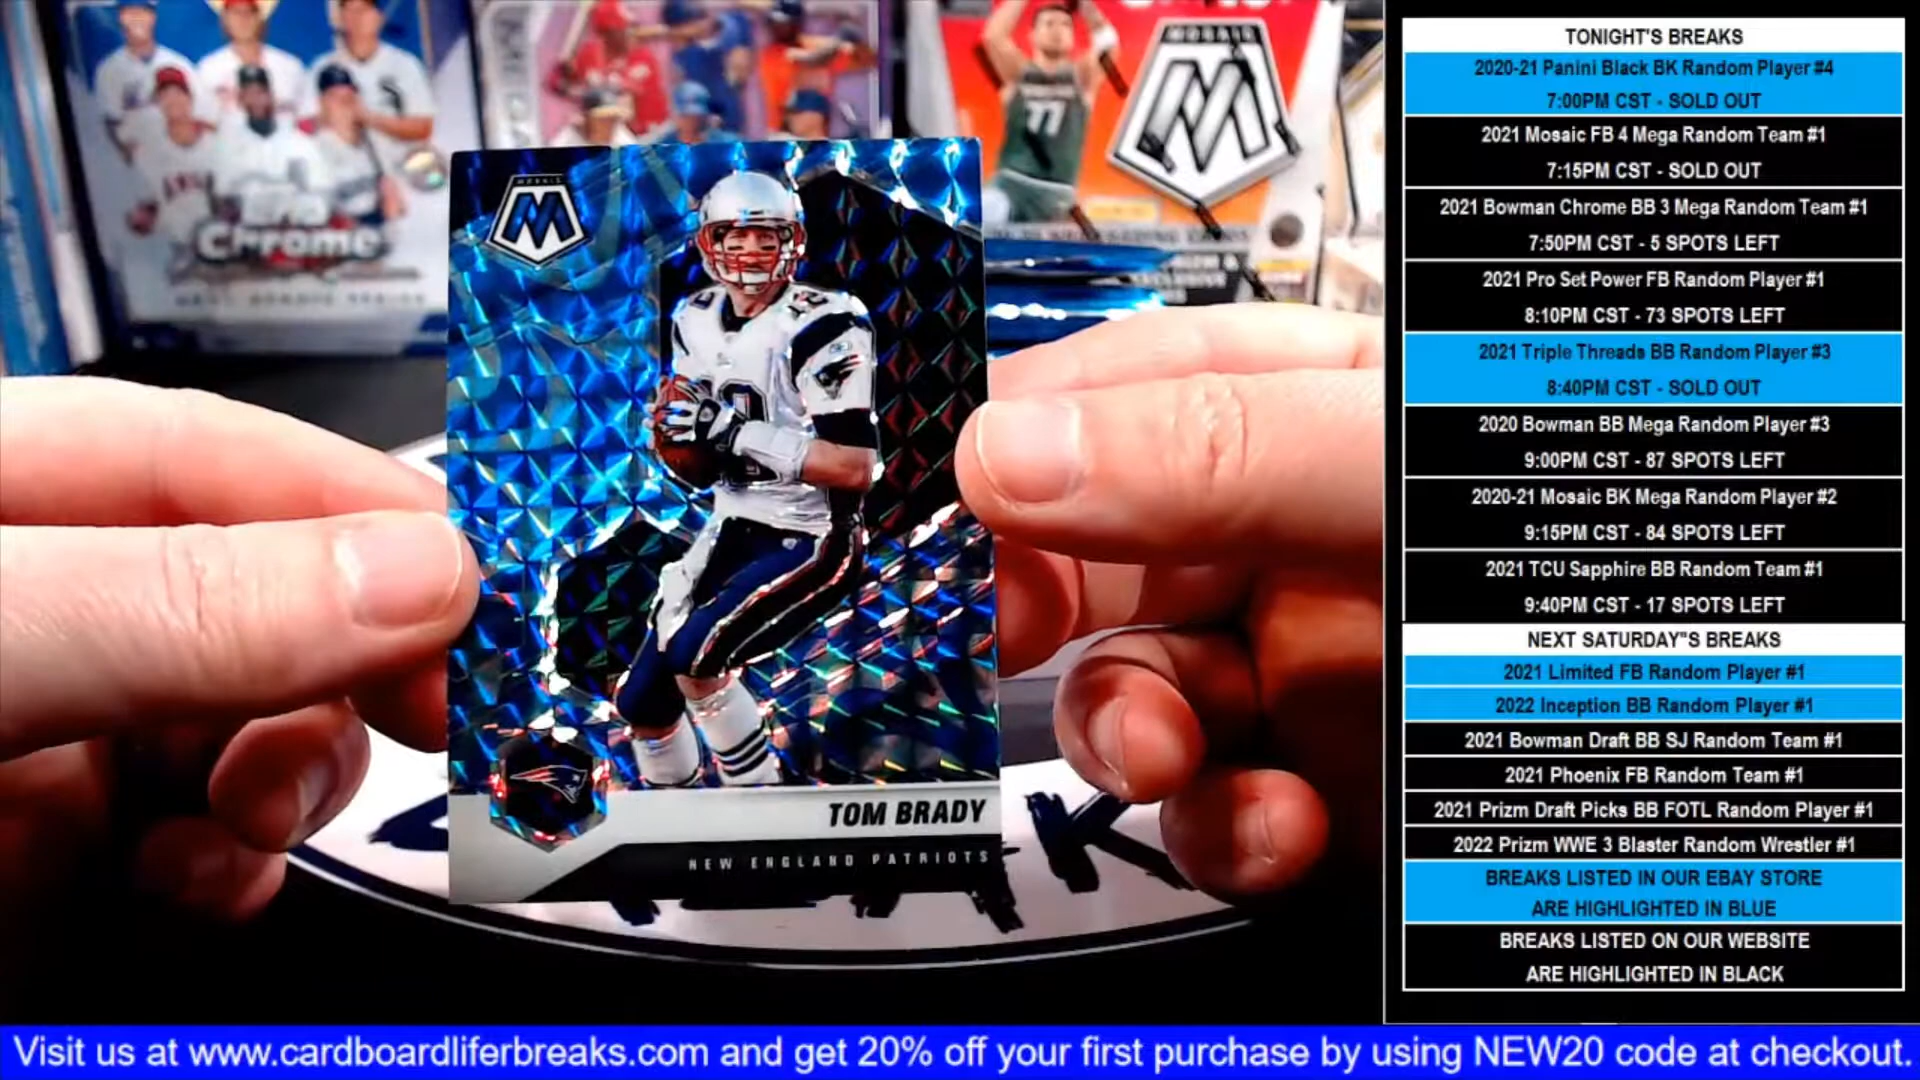 Chrome
MOSAIC
77
MOSAIC
12
TOM BRADY
NEW ENGLAND PATRIOTS
TONIGHT'S BREAKS
2020-21 Panini Black BK Random Player #4
7:00PM CST - SOLD OUT
2021 Mosaic FB 4 Mega Random Team #1
7:15PM CST - SOLD OUT
2021 Bowman Chrome BB 3 Mega Random Team #1
7:50PM CST - 5 SPOTS LEFT
2021 Pro Set Power FB Random Player #1
8:10PM CST - 73 SPOTS LEFT
2021 Triple Threads BB Random Player #3
8:40PM CST - SOLD OUT
2020 Bowman BB Mega Random Player #3
9:00PM CST - 87 SPOTS LEFT
2020-21 Mosaic BK Mega Random Player #2
9:15PM CST - 84 SPOTS LEFT
2021 TCU Sapphire BB Random Team #1
9:40PM CST - 17 SPOTS LEFT
NEXT SATURDAY"S BREAKS
2021 Limited FB Random Player #1
2022 Inception BB Random Player #1
2021 Bowman Draft BB SJ Random Team #1
2021 Phoenix FB Random Team #1
2021 Prizm Draft Picks BB FOTL Random Player #1
2022 Prizm WWE 3 Blaster Random Wrestler #1
BREAKS LISTED IN OUR EBAY STORE
ARE HIGHLIGHTED IN BLUE
BREAKS LISTED ON OUR WEBSITE
ARE HIGHLIGHTED IN BLACK
Visit us at www.cardboardliferbreaks.com and get 20% off your first purchase by using NEW20 code at checkout.